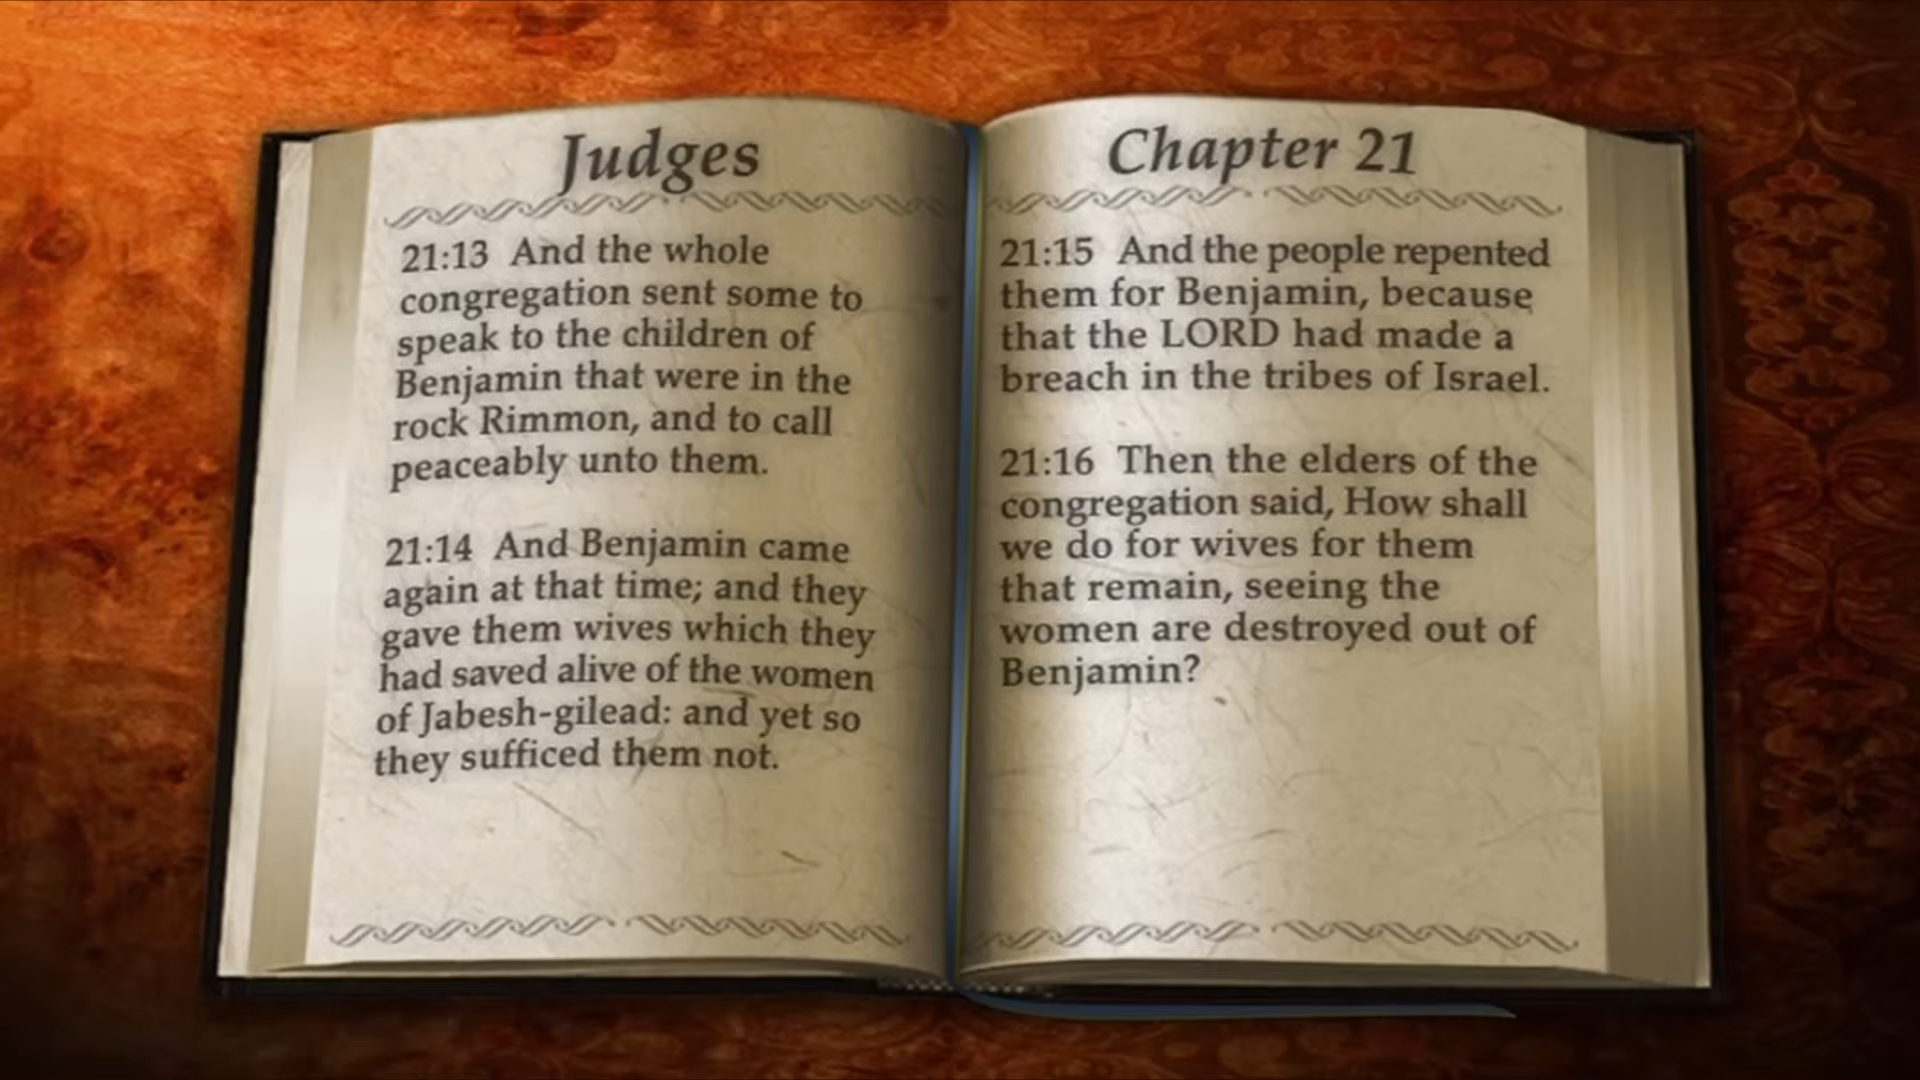 Judges
21:13 And the whole
congregation sent some to
speak to the children of
Benjamin that were in the
rock Rimmon, and to call
peaceably unto them.
21:14 And Benjamin came
again at that time; and they
gave them wives which they
had saved alive of the women
of Jabesh-gilead: and yet so
they sufficed them not.
Chapter 21
21:15 And the people repented
them for Benjamin, because
that the LORD had made a
breach in the tribes of Israel.
21:16 Then the elders of the
congregation said, How shall
we do for wives for them
that remain, seeing the
women are destroyed out of
Benjamin?